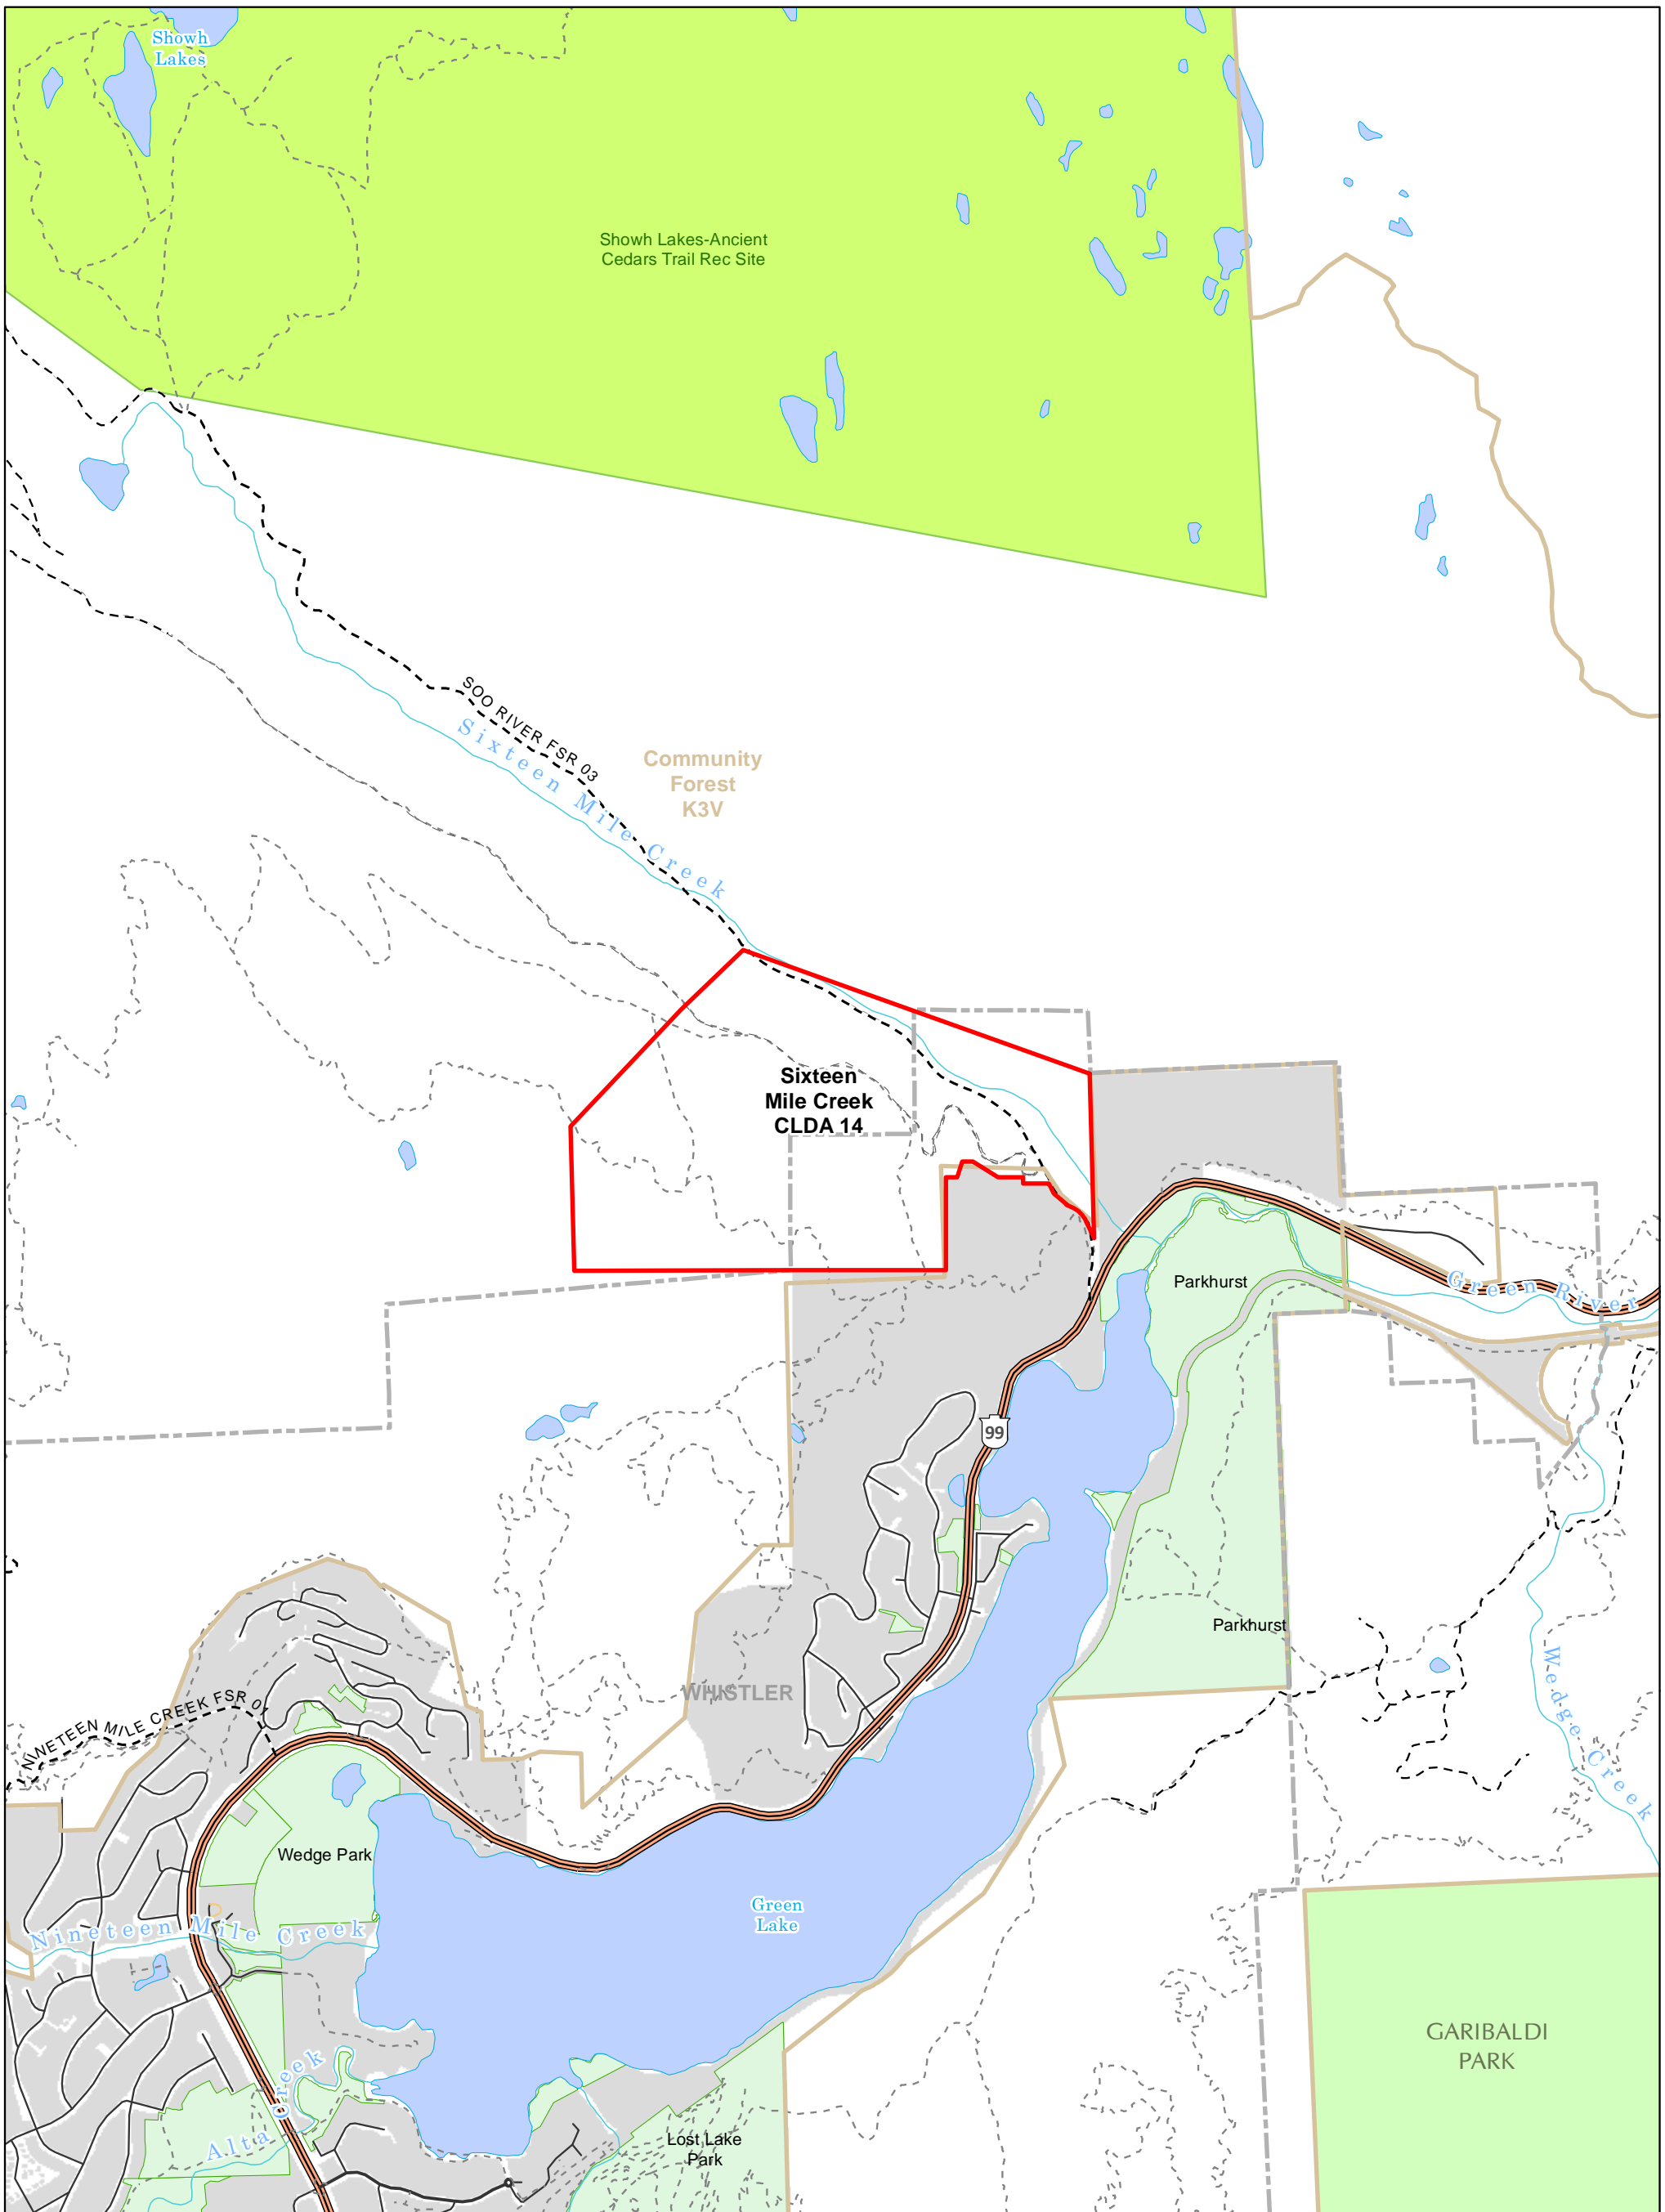 Showh
Lakes
Showh Lakes-Ancient
Cedars Trail Rec Site
SOO RIVER FSR 03
Sixteen Mile Creek
Community
Forest
K3V
Sixteen
Mile Creek
CLDA 14
Parkhurst
Green River
99
Parkhurst
WHISTLER
NINETEEN MILE CREEK FSR 0
Wedge Creek
Wedge Park
Green
Lake
Nineteen Mile Creek
GARIBALDI
PARK
Alta Creek
Lost Lake
Park